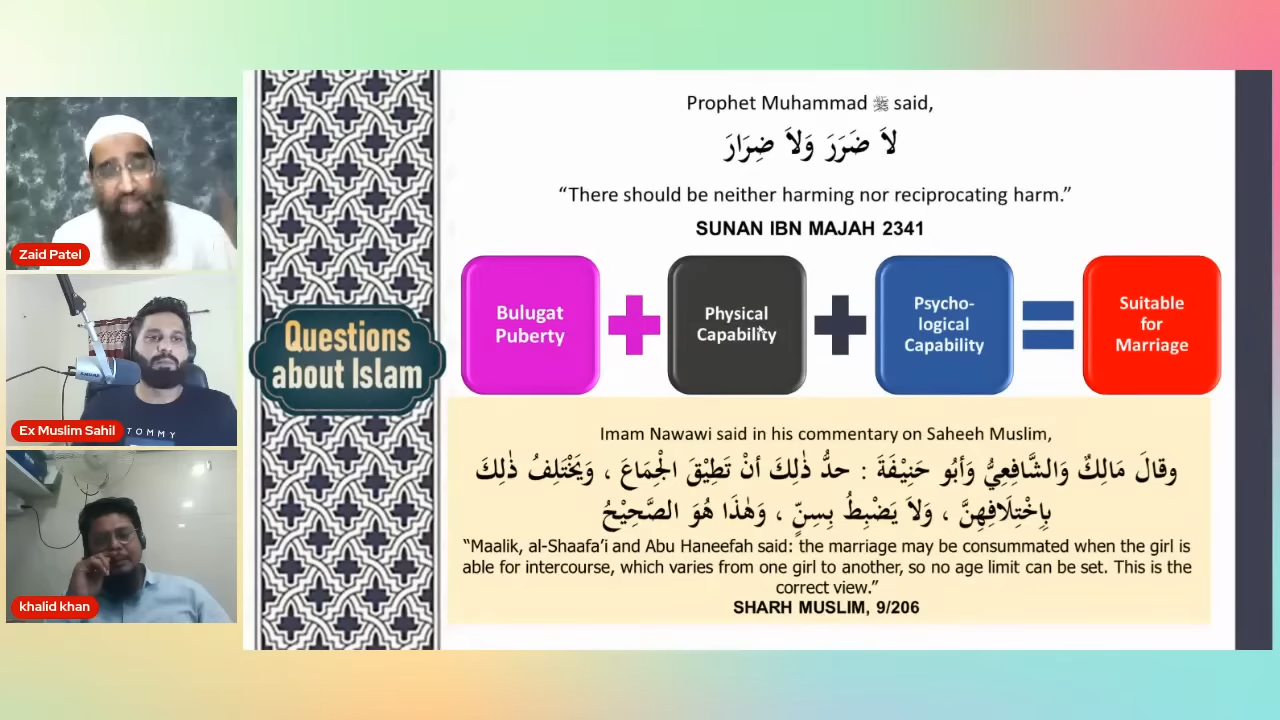 Zaid Patel
Ex Muslim Sahil
TOMMY
khalid khan
Questions
about Islam
Prophet Muhammad ﷺ said,
لاَ ضَرَرَ وَلاَ ضِرَارَ
“There should be neither harming nor reciprocating harm.”
SUNAN IBN MAJAH 2341
Bulugat
Puberty
Physical
Capability
Psycho-
logical
Capability
Suitable
for
Marriage
Imam Nawawi said in his commentary on Saheeh Muslim,
وقالَ مَالِكٌ وَالشَّافِعِيُّ وَأبُو حَنِيْفَةَ : حدُّ ذٰلِكَ أنْ تَطِيْقَ الْجِمَاعَ ، وَيَخْتَلِفُ ذٰلِكَ
بِاِخْتِلَافِهِنَّ ، وَلاَ يَضْبِطُ بِسِنٍّ ، وَهٰذَا هُوَ الصَّحِيْحُ
“Maalik, al-Shaafa’i and Abu Haneefah said: the marriage may be consummated when the girl is
able for intercourse, which varies from one girl to another, so no age limit can be set. This is the
correct view.”
SHARH MUSLIM, 9/206